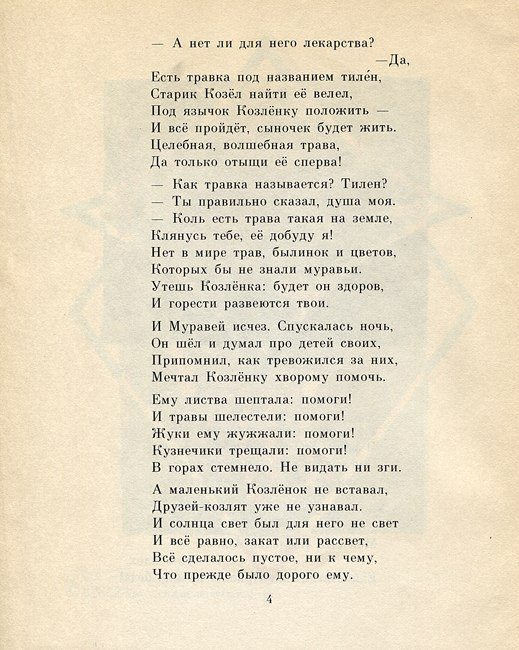 — А нет ли для него лекарства?
—Да,
Есть травка под названием тиле́н,
Старик Козёл найти её велел,
Под язычок Козлёнку положить —
И всё пройдёт, сыночек будет жить.
Целебная, волшебная трава,
Да только отыщи её сперва!
— Как травка называется? Тилен?
— Ты правильно сказал, душа моя.
— Коль есть трава такая на земле,
Клянусь тебе, её добуду я!
Нет в мире трав, былинок и цветов,
Которых бы не знали муравьи.
Утешь Козлёнка: будет он здоров,
И горести развеются твои.
И Муравей исчез. Спускалась ночь,
Он шёл и думал про детей своих,
Припомнил, как тревожился за них,
Мечтал Козлёнку хворому помочь.
Ему листва шептала: помоги!
И травы шелестели: помоги!
Жуки ему жужжали: помоги!
Кузнечики трещали: помоги!
В горах стемнело. Не видать ни зги.
А маленький Козлёнок не вставал,
Друзей-козлят уже не узнавал.
И солнца свет был для него не свет
И всё равно, закат или рассвет,
Всё сделалось пустое, ни к чему,
Что прежде было дорого ему.
4